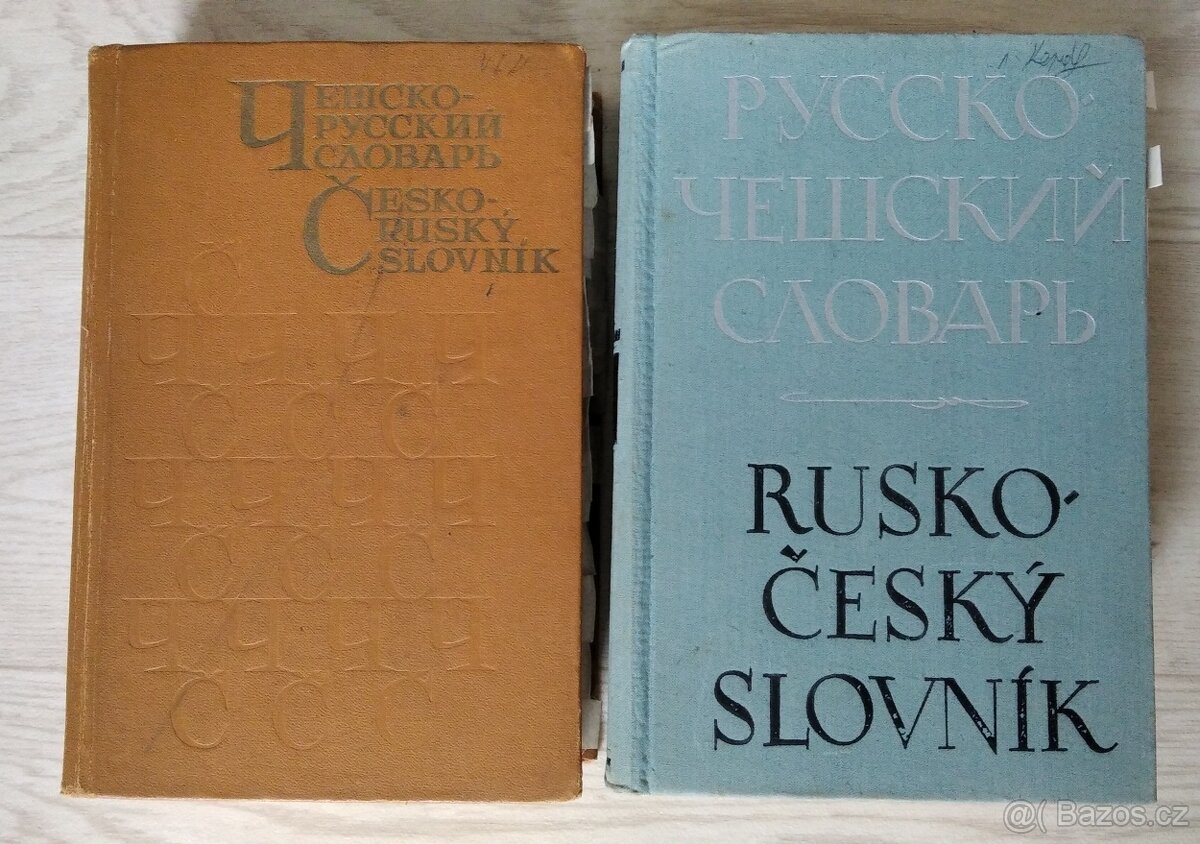 ЧЕШСКО-
РУССКИЙ
СЛОВАРЬ
ČESKO-
RUSKÝ
SLOVNÍK
РУССКО-
ЧЕШСКИЙ
СЛОВАРЬ
RUSKO-
ČESKÝ
SLOVNÍK
@( Bazos.cz